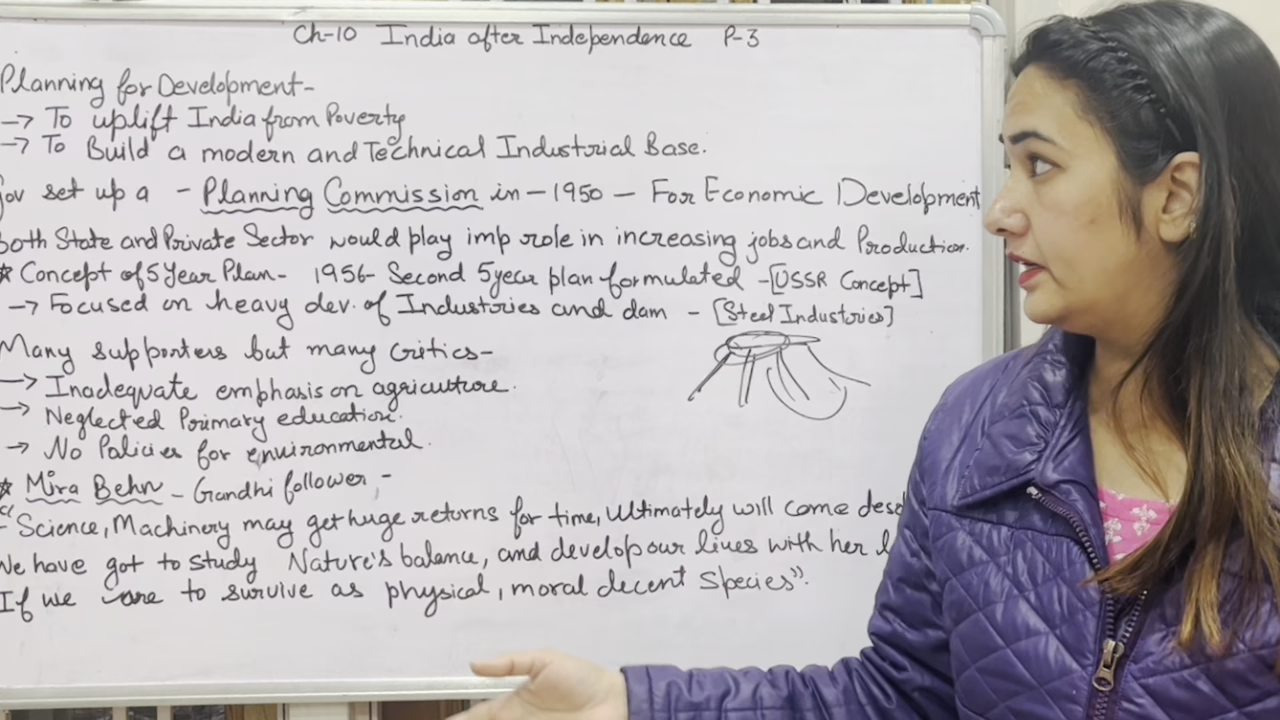 Ch-10 India after Independence P-3
Planning for Development-
→ To uplift India from Poverty
→ To Build a modern and Technical Industrial Base.
Gov set up a - Planning Commission in - 1950 - For Economic Development
Both State and Private Sector would play imp role in increasing jobs and Production.
* Concept of 5 Year Plan - 1956 - Second 5 year plan formulated - [USSR Concept]
→ Focused on heavy dev. of Industries and dam - [Steel Industries]
Many supporters but many Critics-
→ Inadequate emphasis on agriculture.
→ Neglected Primary education.
→ No Policies for environmental.
* Mira Behn - Gandhi follower -
- "Science, Machinery may get huge returns for time, Ultimately will come
We have got to study Nature's balance, and develop our lives with her
If we are to survive as physical, moral decent species".